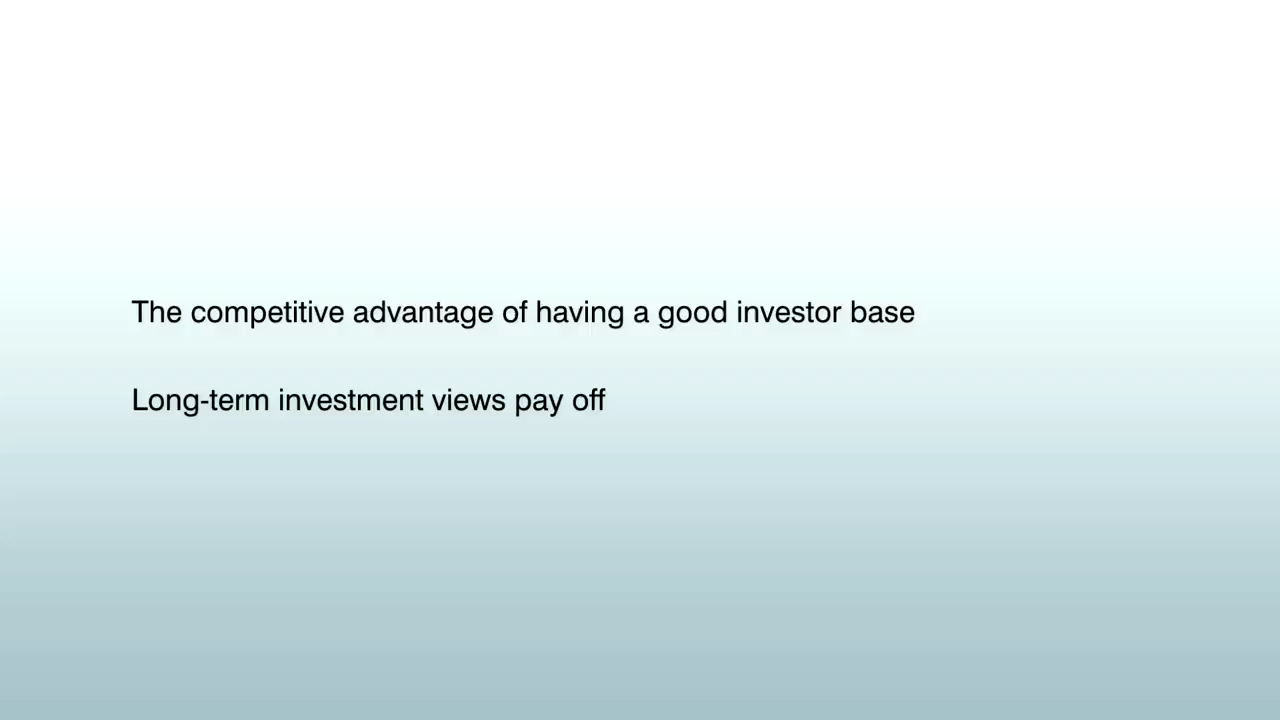 The competitive advantage of having a good investor base
Long-term investment views pay off